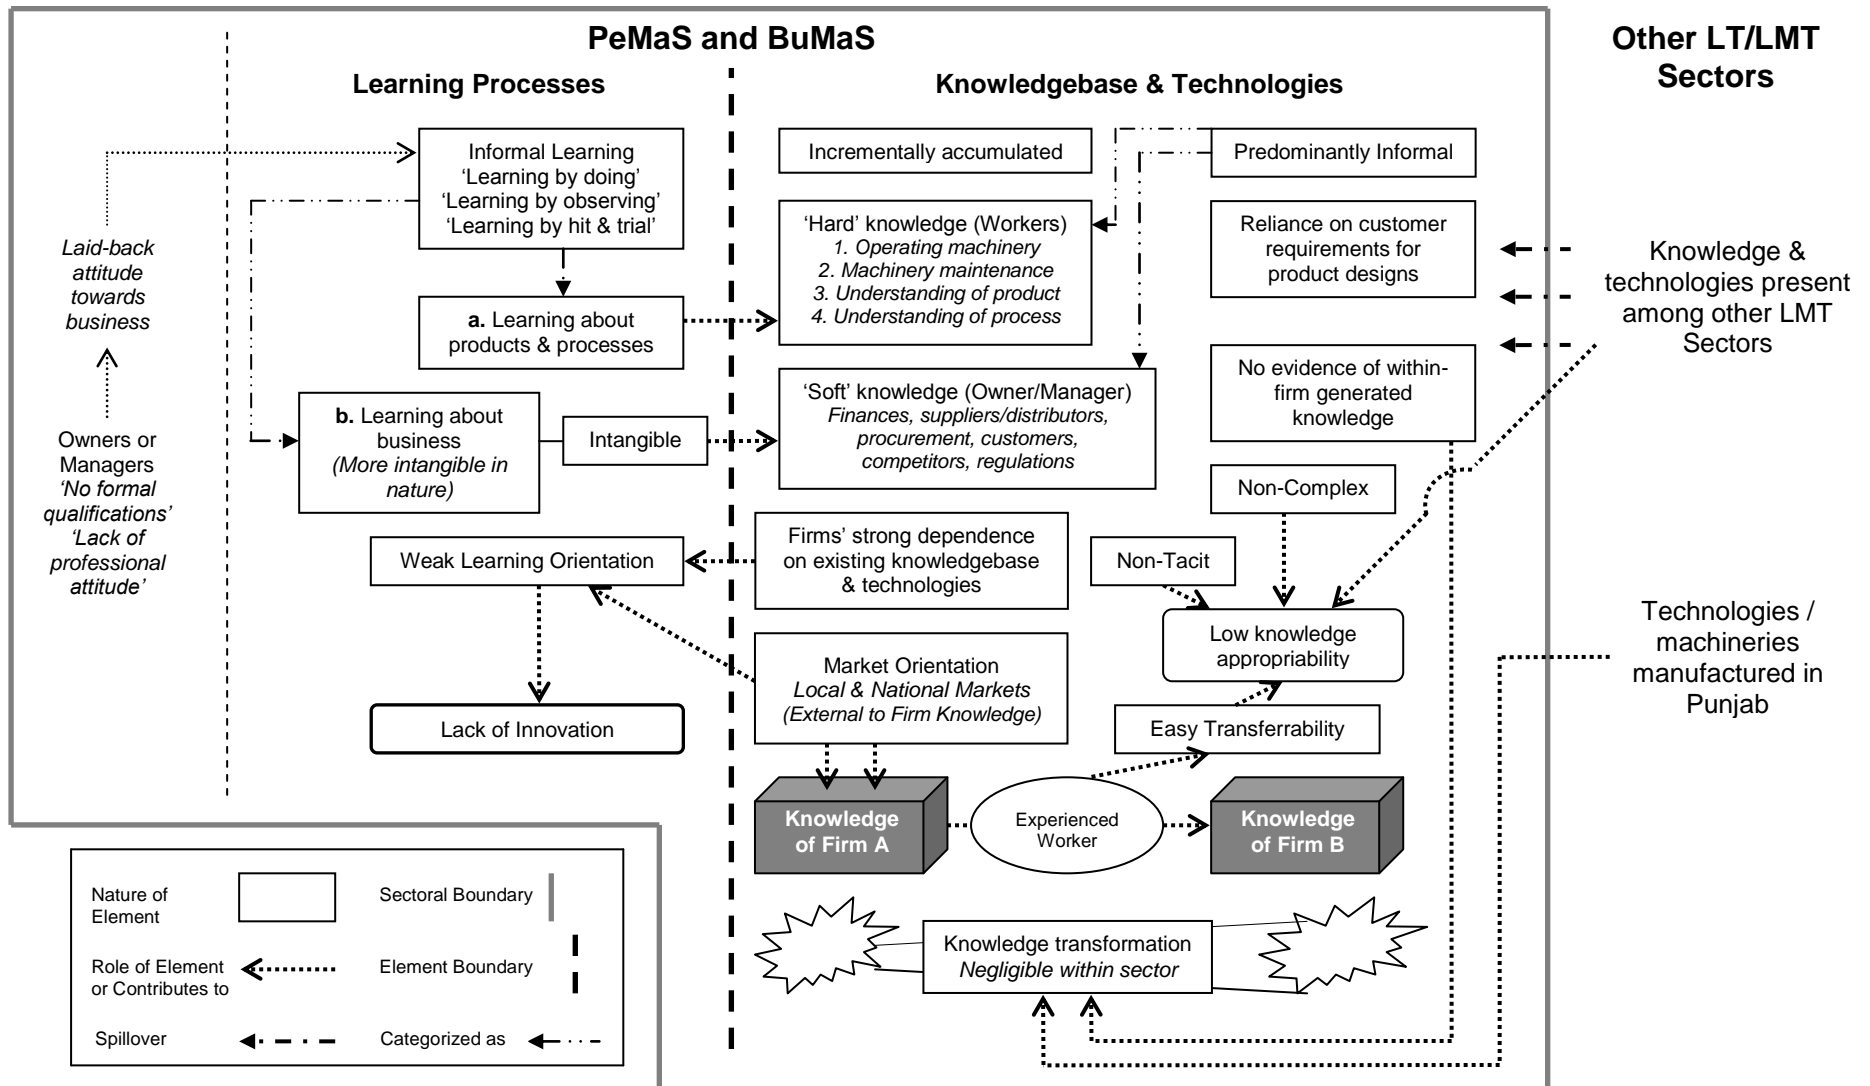 PeMaS and BuMaS
Other LT/LMT
Sectors
Learning Processes
Knowledgebase & Technologies
Informal Learning
‘Learning by doing’
‘Learning by observing’
‘Learning by hit & trial’
Incrementally accumulated
Predominantly Informal
‘Hard’ knowledge (Workers)
1. Operating machinery
2. Machinery maintenance
3. Understanding of product
4. Understanding of process
Reliance on customer
requirements for
product designs
Laid-back
attitude
towards
business
Knowledge &
technologies present
among other LMT
Sectors
a. Learning about
products & processes
No evidence of within-
firm generated
knowledge
‘Soft’ knowledge (Owner/Manager)
Finances, suppliers/distributors,
procurement, customers,
competitors, regulations
b. Learning about
business
(More intangible in
nature)
Intangible
Owners or
Managers
‘No formal
qualifications’
‘Lack of
professional
attitude’
Non-Complex
Firms’ strong dependence
on existing knowledgebase
& technologies
Weak Learning Orientation
Non-Tacit
Low knowledge
appropriability
Technologies /
machineries
manufactured in
Punjab
Market Orientation
Local & National Markets
(External to Firm Knowledge)
Lack of Innovation
Easy Transferrability
Knowledge
of Firm A
Experienced
Worker
Knowledge
of Firm B
Knowledge transformation
Negligible within sector
Nature of
Element
Sectoral Boundary
Role of Element
or Contributes to
Element Boundary
Spillover
Categorized as